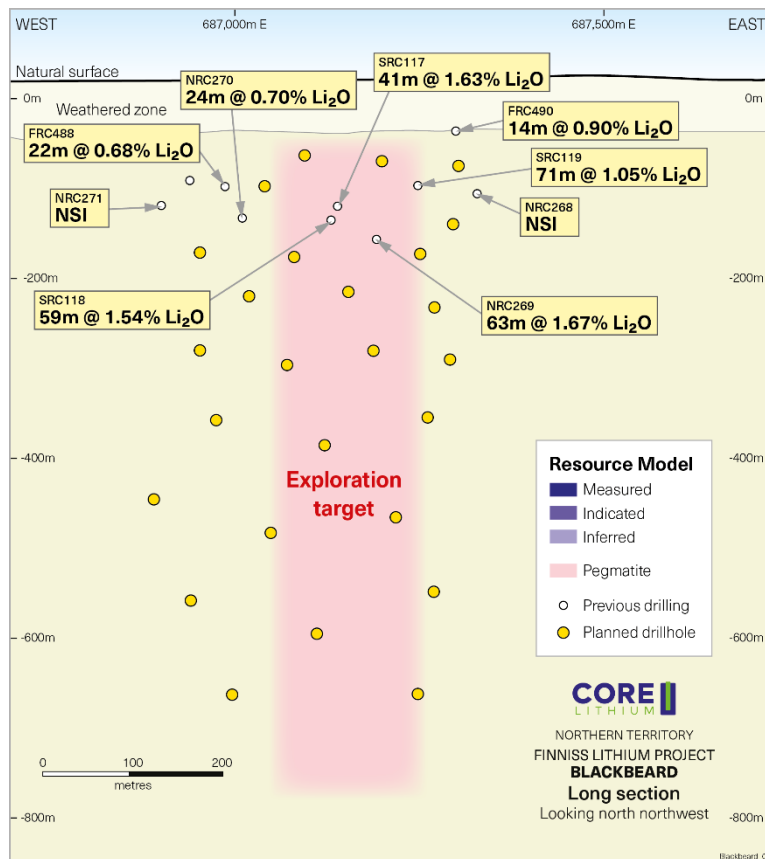 WEST
687,000m E
687,500m E
EAST
Natural surface
SRC117
41m @ 1.63% Li₂O
NRC270
24m @ 0.70% Li₂O
0m
0m
Weathered zone
FRC490
14m @ 0.90% Li₂O
FRC488
22m @ 0.68% Li₂O
SRC119
71m @ 1.05% Li₂O
NRC271
NSI
NRC268
NSI
-200m
-200m
SRC118
59m @ 1.54% Li₂O
NRC269
63m @ 1.67% Li₂O
-400m
-400m
Exploration
target
Resource Model
Measured
Indicated
Inferred
Pegmatite
Previous drilling
Planned drillhole
-600m
-600m
CORE
LITHIUM
NORTHERN TERRITORY
FINNISS LITHIUM PROJECT
BLACKBEARD
Long section
Looking north northwest
0
100
200
metres
-800m
-800m
Blackbeard